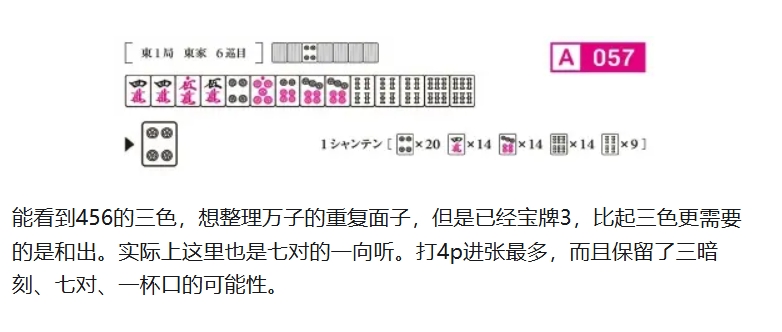 [ 東1局 東家 6巡目 ]
A 057
1シャンテン [ ×20 ×14 ×14 ×14 ×9 ]
能看到456的三色，想整理万子的重复面子，但是已经宝牌3，比起三色更需要
的是和出。实际上这里也是七对的一向听。打4p进张最多，而且保留了三暗
刻、七对、一杯口的可能性。